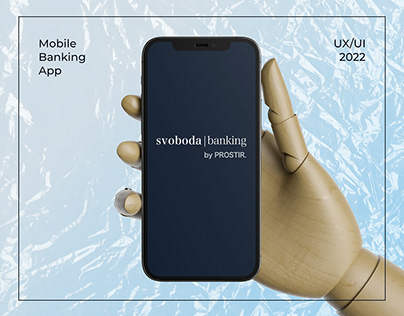 Mobile
Banking
App
UX/UI
2022
svoboda|banking
by PROSTIR.